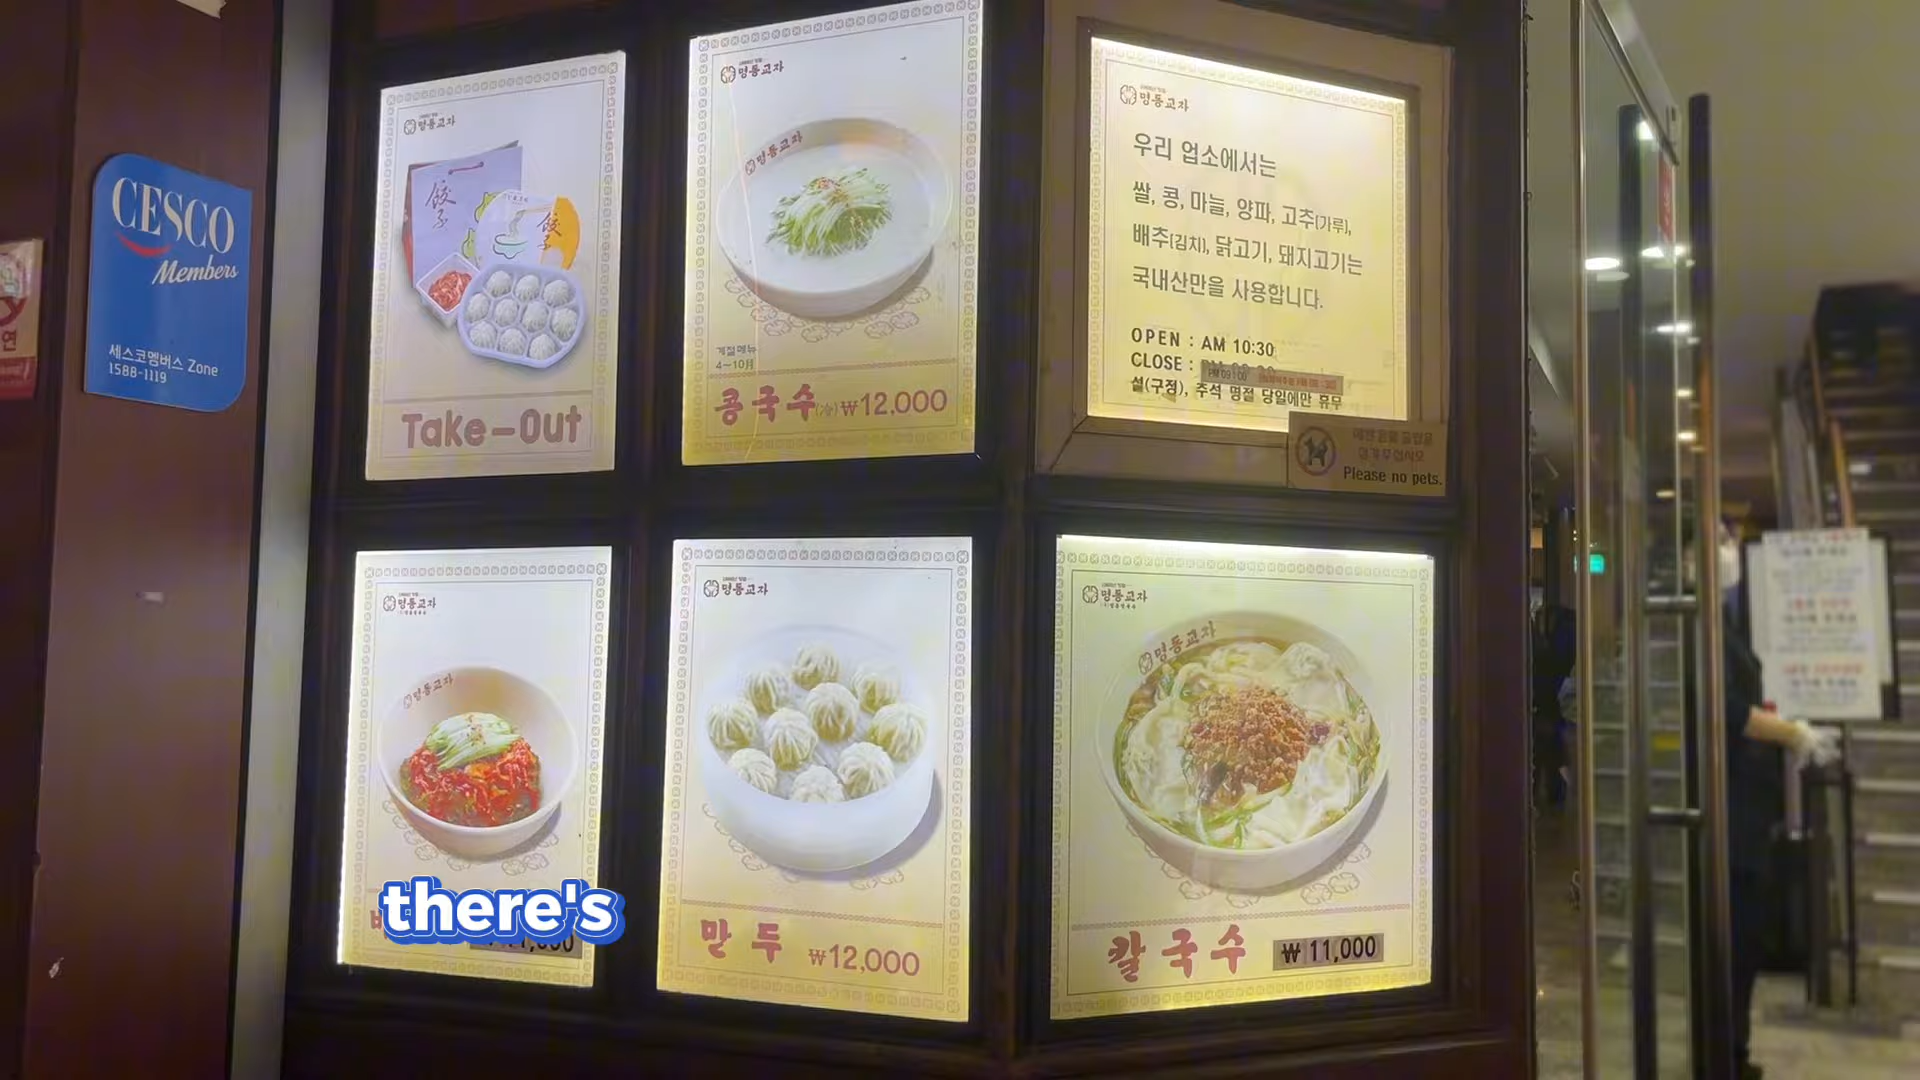 CESCO
Members
세스코멤버스 Zone
1588-1119
연
명동교자
餃子
餃子
Take-Out
명동교자
명동교자
계절메뉴
4~10月
콩국수 ₩12,000
명동교자
우리 업소에서는
쌀, 콩, 마늘, 양파, 고추(가루),
배추(김치), 닭고기, 돼지고기는
국내산만을 사용합니다.
OPEN : AM 10:30
CLOSE :
설(구정), 추석 명절 당일에만 휴무
Please no pets.
명동교자
명동교자
there's
명동교자
만두 ₩12,000
명동교자
명동교자
칼국수 ₩11,000